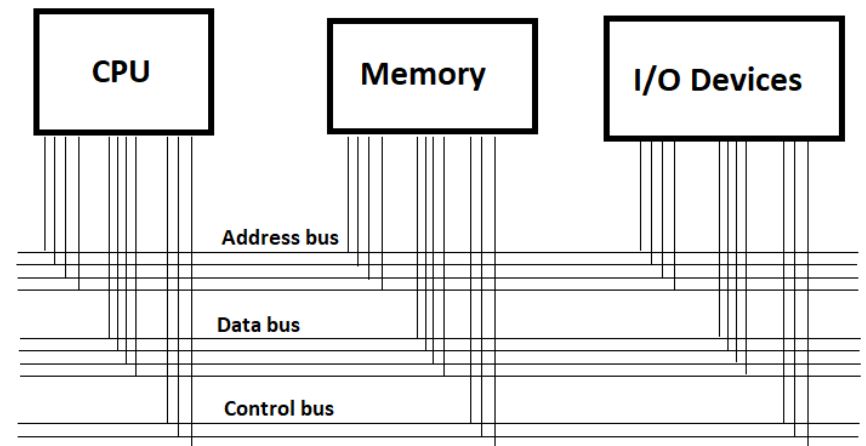 CPU
Memory
I/O Devices
Address bus
Data bus
Control bus